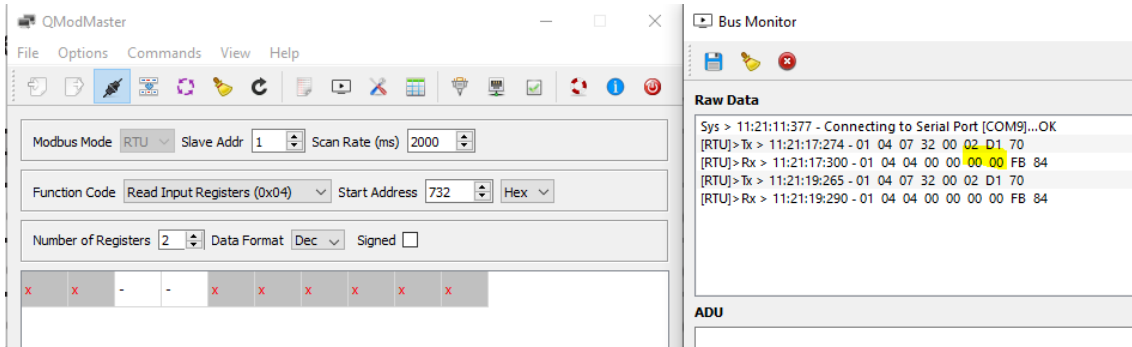 QModMaster
File Options Commands View Help
Modbus Mode RTU Slave Addr 1 Scan Rate (ms) 2000
Function Code Read Input Registers (0x04) Start Address 732 Hex
Number of Registers 2 Data Format Dec Signed
x x - - x x x x x x
Bus Monitor
Raw Data
Sys > 11:21:11:377 - Connecting to Serial Port [COM9]...OK
[RTU]>Tx > 11:21:17:274 - 01 04 07 32 00 02 D1 70
[RTU]>Rx > 11:21:17:300 - 01 04 04 00 00 00 00 FB 84
[RTU]>Tx > 11:21:19:265 - 01 04 07 32 00 02 D1 70
[RTU]>Rx > 11:21:19:290 - 01 04 04 00 00 00 00 FB 84
ADU